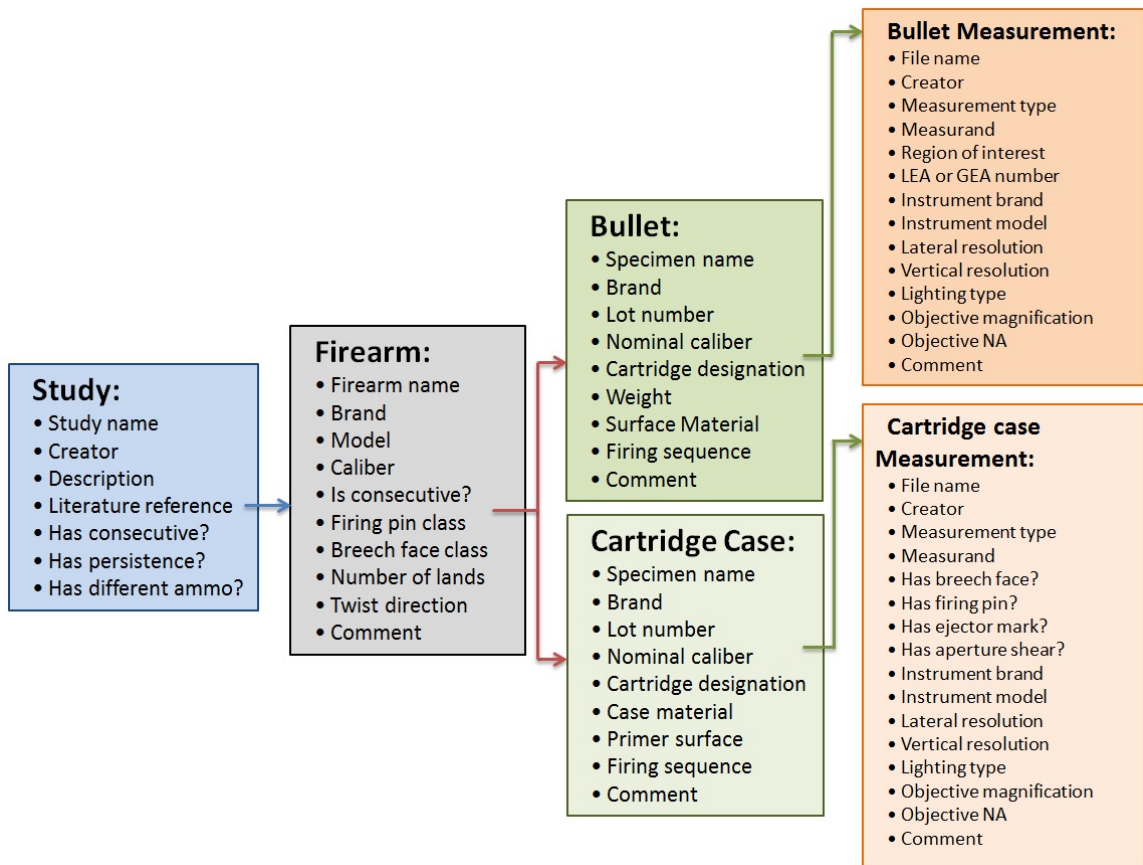 Study:
• Study name
• Creator
• Description
• Literature reference
• Has consecutive?
• Has persistence?
• Has different ammo?
Firearm:
• Firearm name
• Brand
• Model
• Caliber
• Is consecutive?
• Firing pin class
• Breech face class
• Number of lands
• Twist direction
• Comment
Bullet:
• Specimen name
• Brand
• Lot number
• Nominal caliber
• Cartridge designation
• Weight
• Surface Material
• Firing sequence
• Comment
Cartridge Case:
• Specimen name
• Brand
• Lot number
• Nominal caliber
• Cartridge designation
• Case material
• Primer surface
• Firing sequence
• Comment
Bullet Measurement:
• File name
• Creator
• Measurement type
• Measurand
• Region of interest
• LEA or GEA number
• Instrument brand
• Instrument model
• Lateral resolution
• Vertical resolution
• Lighting type
• Objective magnification
• Objective NA
• Comment
Cartridge case
Measurement:
• File name
• Creator
• Measurement type
• Measurand
• Has breech face?
• Has firing pin?
• Has ejector mark?
• Has aperture shear?
• Instrument brand
• Instrument model
• Lateral resolution
• Vertical resolution
• Lighting type
• Objective magnification
• Objective NA
• Comment